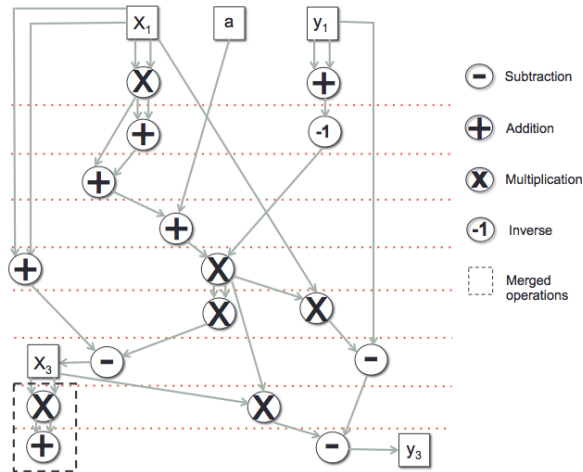 X1 a y1
X +
+ -1
+
+
+ X
X X
X3 - -
X X
+ - y3
- Subtraction
+ Addition
X Multiplication
-1 Inverse
Merged
operations